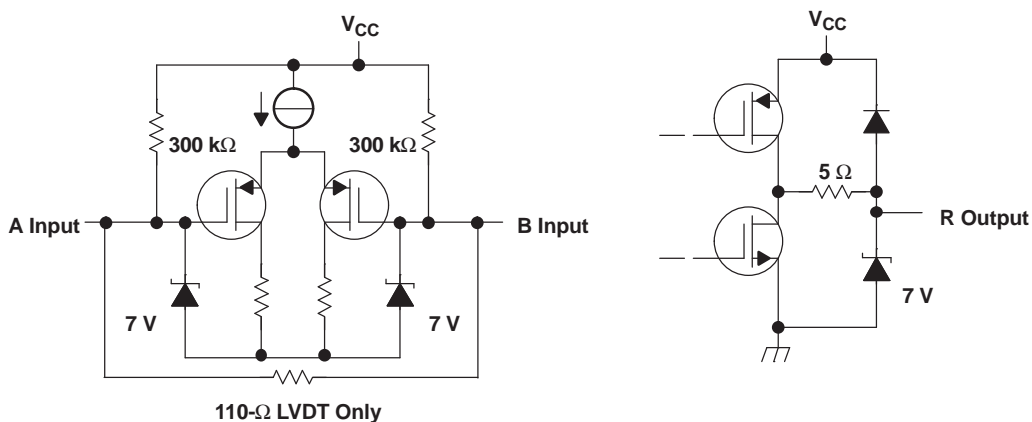 VCC
300 kΩ
300 kΩ
A Input
B Input
7 V
7 V
110-Ω LVDT Only
VCC
5 Ω
R Output
7 V